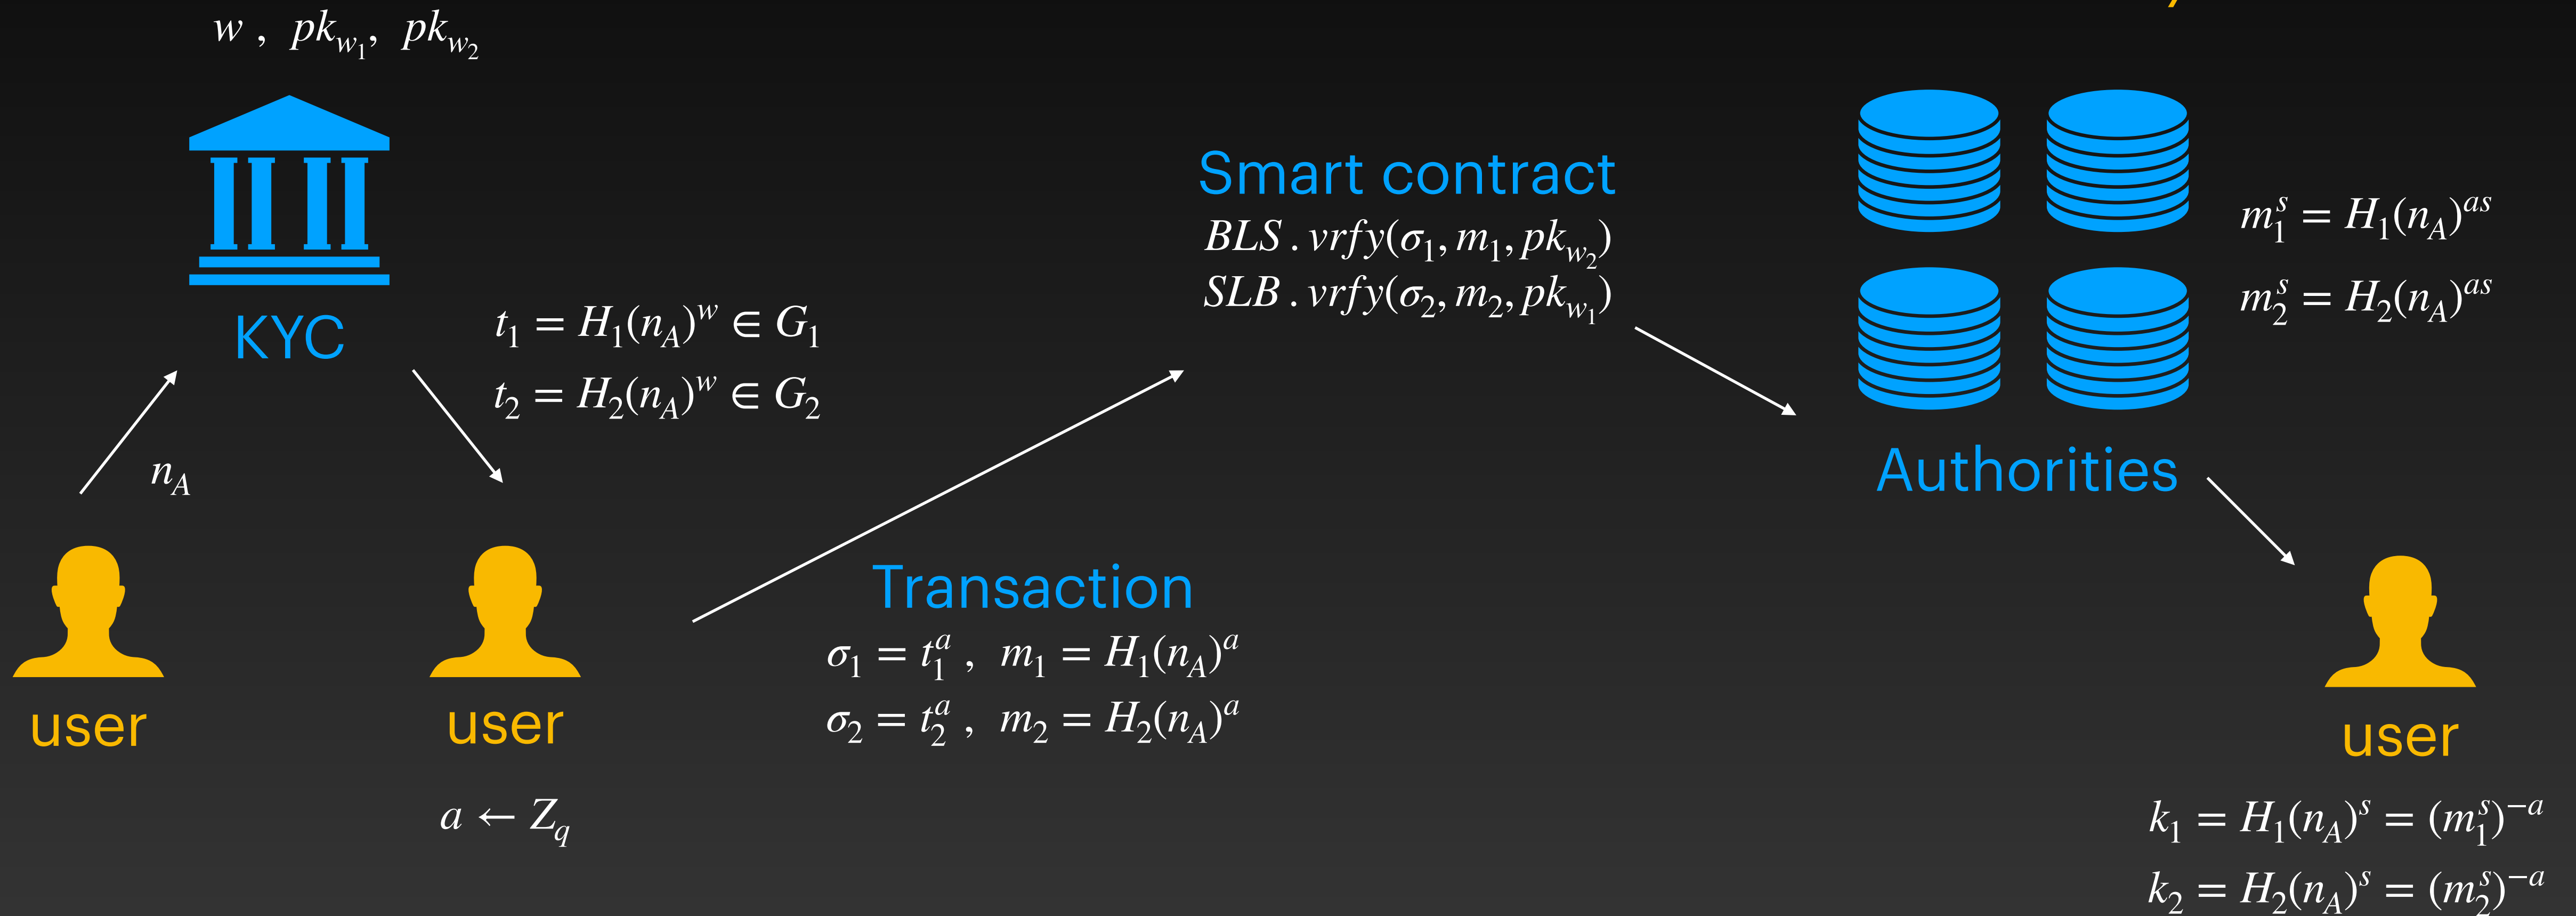 w , pk_{w_1}, pk_{w_2}
KYC
n_A
user
t_1 = H_1(n_A)^w ∈ G_1
t_2 = H_2(n_A)^w ∈ G_2
user
a ← Z_q
Transaction
σ_1 = t_1^a , m_1 = H_1(n_A)^a
σ_2 = t_2^a , m_2 = H_2(n_A)^a
Smart contract
BLS . vrfy(σ_1, m_1, pk_{w_2})
SLB . vrfy(σ_2, m_2, pk_{w_1})
m_1^s = H_1(n_A)^{as}
m_2^s = H_2(n_A)^{as}
Authorities
user
k_1 = H_1(n_A)^s = (m_1^s)^{−a}
k_2 = H_2(n_A)^s = (m_2^s)^{−a}